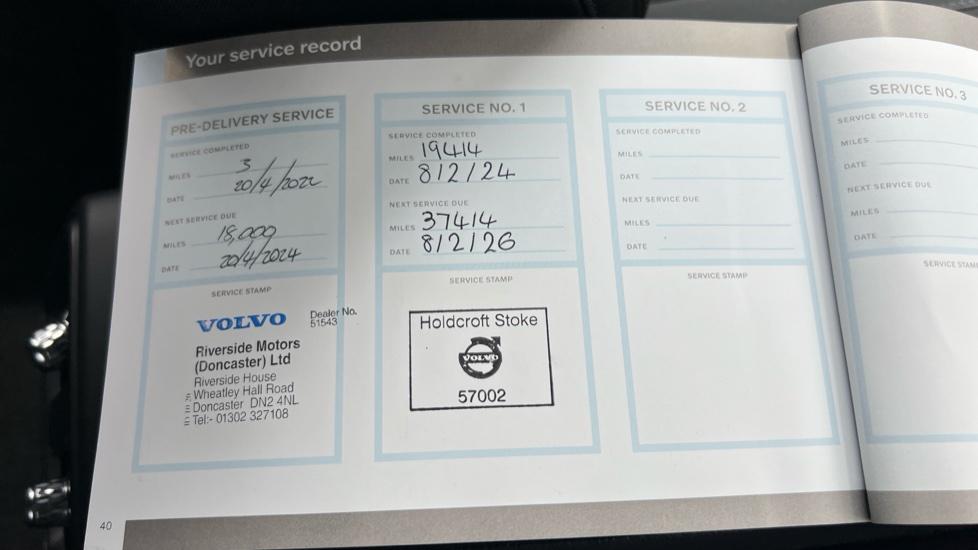 Your service record
PRE-DELIVERY SERVICE
SERVICE COMPLETED
MILES 3
DATE 20/4/2022
NEXT SERVICE DUE
MILES 18,000
DATE 20/4/2024
SERVICE STAMP
VOLVO Dealer No.
51543
Riverside Motors
(Doncaster) Ltd
Riverside House
Wheatley Hall Road
Doncaster DN2 4NL
Tel:- 01302 327108
SERVICE NO. 1
SERVICE COMPLETED
MILES 19414
DATE 8/2/24
NEXT SERVICE DUE
MILES 37414
DATE 8/2/26
SERVICE STAMP
Holdcroft Stoke
VOLVO
57002
SERVICE NO. 2
SERVICE COMPLETED
MILES
DATE
NEXT SERVICE DUE
MILES
DATE
SERVICE STAMP
SERVICE NO. 3
SERVICE COMPLETED
MILES
DATE
NEXT SERVICE DUE
MILES
DATE
SERVICE STAM
40